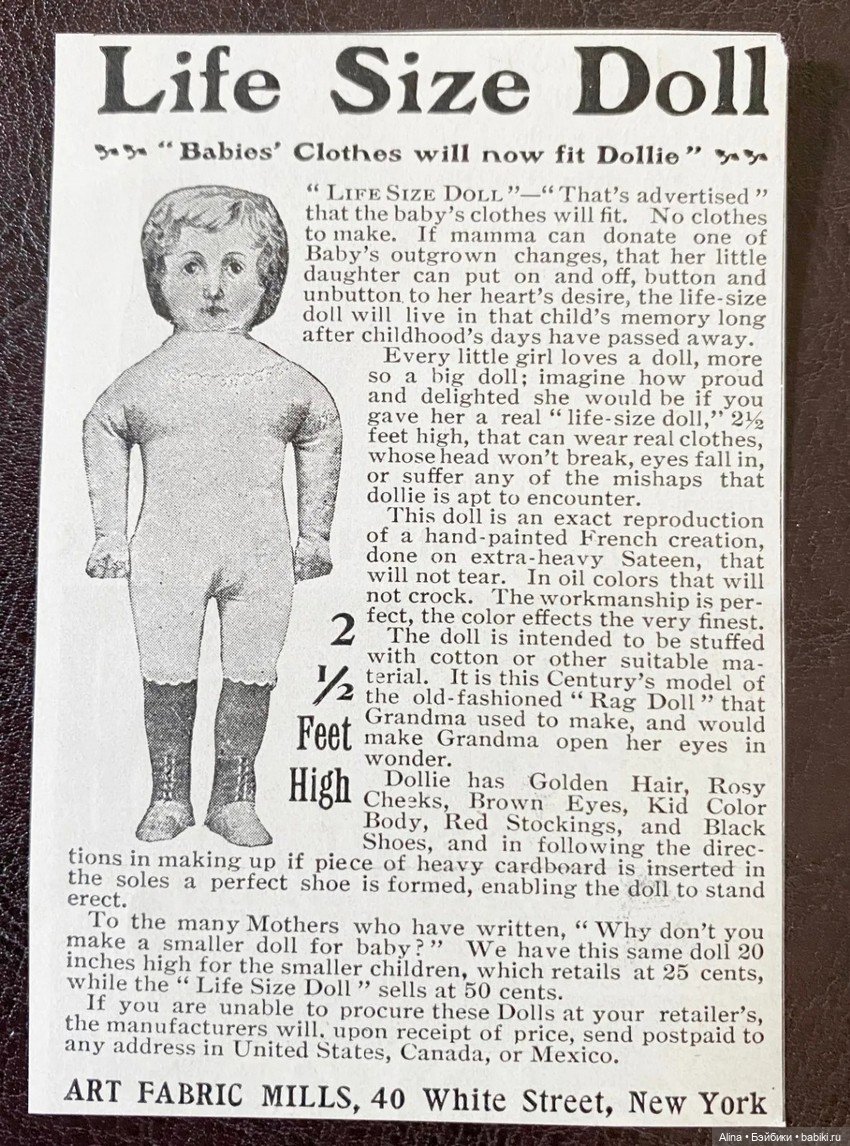 Life Size Doll
"Babies' Clothes will now fit Dollie"
"LIFE SIZE DOLL"—"That's advertised"
that the baby's clothes will fit. No clothes
to make. If mamma can donate one of
Baby's outgrown changes, that her little
daughter can put on and off, button and
unbutton to her heart's desire, the life-size
doll will live in that child's memory long
after childhood's days have passed away.
Every little girl loves a doll, more
so a big doll; imagine how proud
and delighted she would be if you
gave her a real "life-size doll," 2½
feet high, that can wear real clothes,
whose head won't break, eyes fall in,
or suffer any of the mishaps that
dollie is apt to encounter.
This doll is an exact reproduction
of a hand-painted French creation,
done on extra-heavy Sateen, that
will not tear. In oil colors that will
not crock. The workmanship is per-
fect, the color effects the very finest.
The doll is intended to be stuffed
with cotton or other suitable ma-
terial. It is this Century's model of
the old-fashioned "Rag Doll" that
Grandma used to make, and would
make Grandma open her eyes in
wonder.
2
½
Feet
High
Dollie has Golden Hair, Rosy
Cheeks, Brown Eyes, Kid Color
Body, Red Stockings, and Black
Shoes, and in following the direc-
tions in making up if piece of heavy cardboard is inserted in
the soles a perfect shoe is formed, enabling the doll to stand
erect.
To the many Mothers who have written, "Why don't you
make a smaller doll for baby?" We have this same doll 20
inches high for the smaller children, which retails at 25 cents,
while the "Life Size Doll" sells at 50 cents.
If you are unable to procure these Dolls at your retailer's,
the manufacturers will, upon receipt of price, send postpaid to
any address in United States, Canada, or Mexico.
ART FABRIC MILLS, 40 White Street, New York
Alina • Бэйбики • babiki.ru